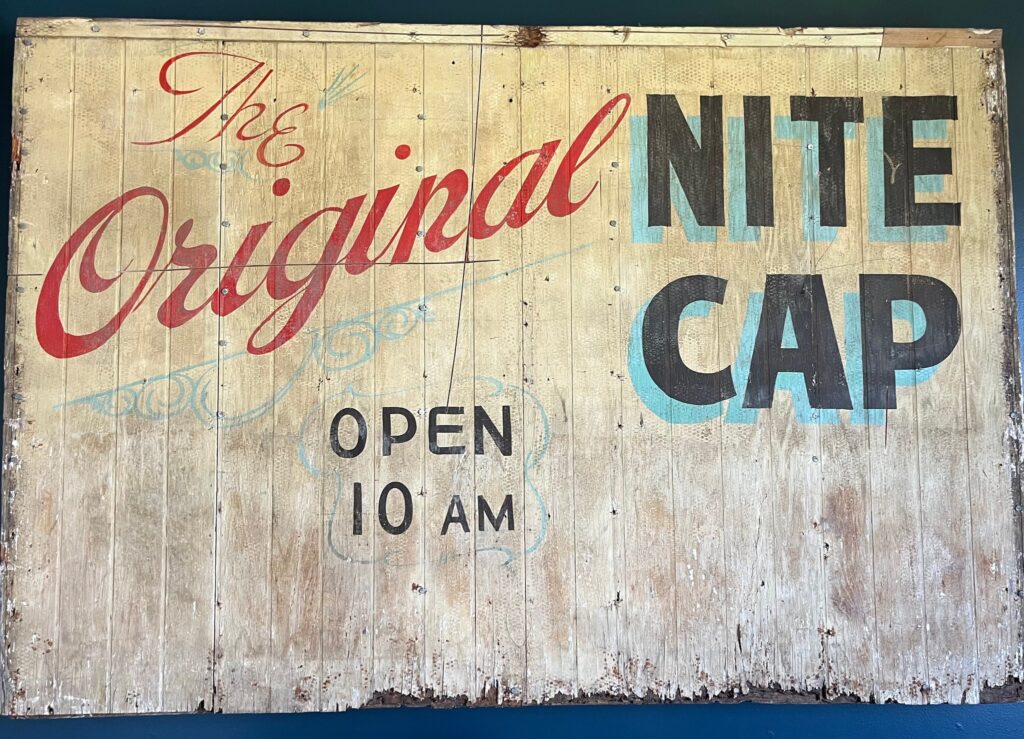 The
Original
NITE
CAP
OPEN
10 AM